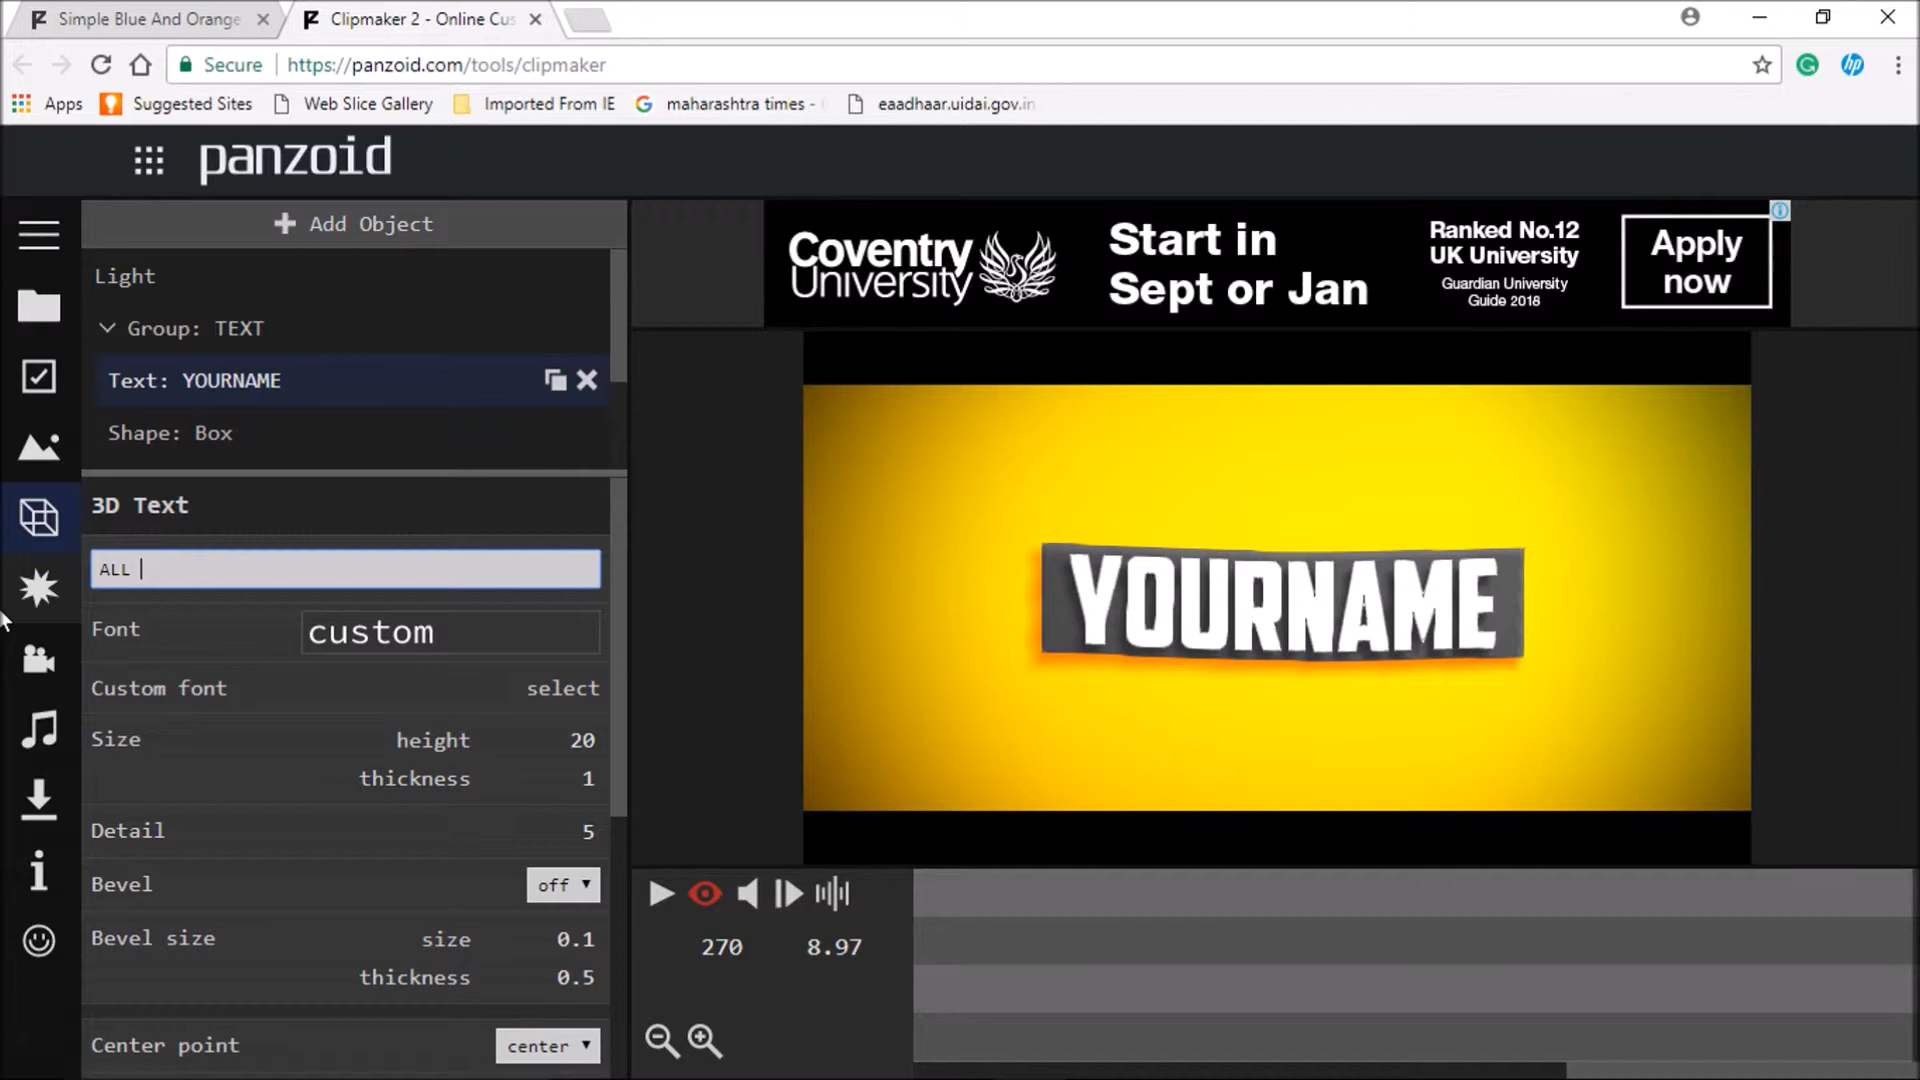 Simple Blue And Orange
Clipmaker 2 - Online Cus
Secure
https://panzoid.com/tools/clipmaker
hp
Apps
Suggested Sites
Web Slice Gallery
Imported From IE
maharashtra times -
eaadhaar.uidai.gov.in
panzoid
Add Object
Light
Group: TEXT
Text: YOURNAME
Shape: Box
3D Text
ALL
Font
custom
Custom font
select
Size
height
20
thickness
1
Detail
5
Bevel
off
Bevel size
size
0.1
thickness
0.5
Center point
center
Coventry
University
Start in
Sept or Jan
Ranked No.12
UK University
Guardian University
Guide 2018
Apply
now
YOURNAME
270
8.97